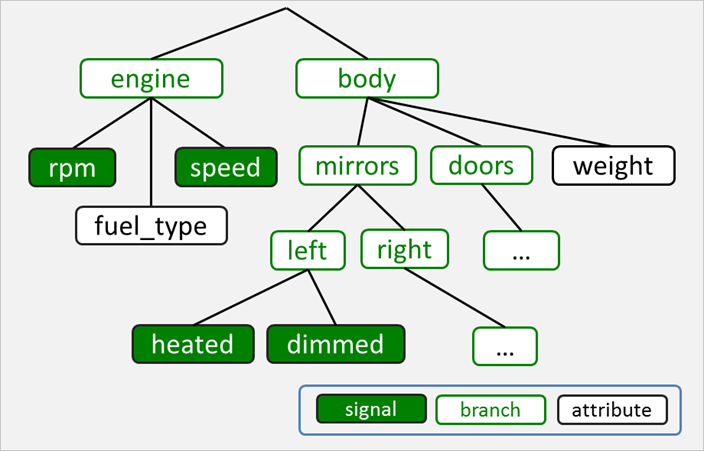 engine
body
rpm
speed
mirrors
doors
weight
fuel_type
left
right
...
heated
dimmed
...
signal
branch
attribute